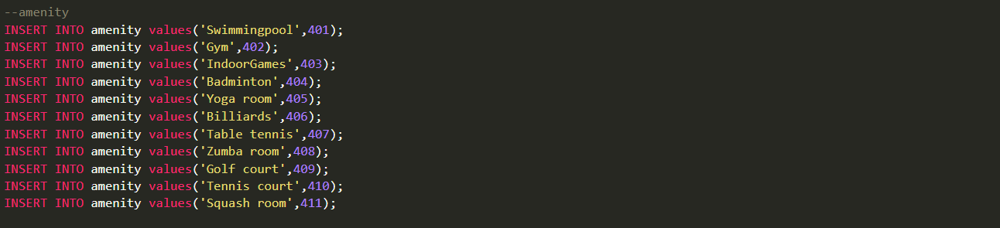 --amenity
INSERT INTO amenity values('Swimmingpool',401);
INSERT INTO amenity values('Gym',402);
INSERT INTO amenity values('IndoorGames',403);
INSERT INTO amenity values('Badminton',404);
INSERT INTO amenity values('Yoga room',405);
INSERT INTO amenity values('Billiards',406);
INSERT INTO amenity values('Table tennis',407);
INSERT INTO amenity values('Zumba room',408);
INSERT INTO amenity values('Golf court',409);
INSERT INTO amenity values('Tennis court',410);
INSERT INTO amenity values('Squash room',411);